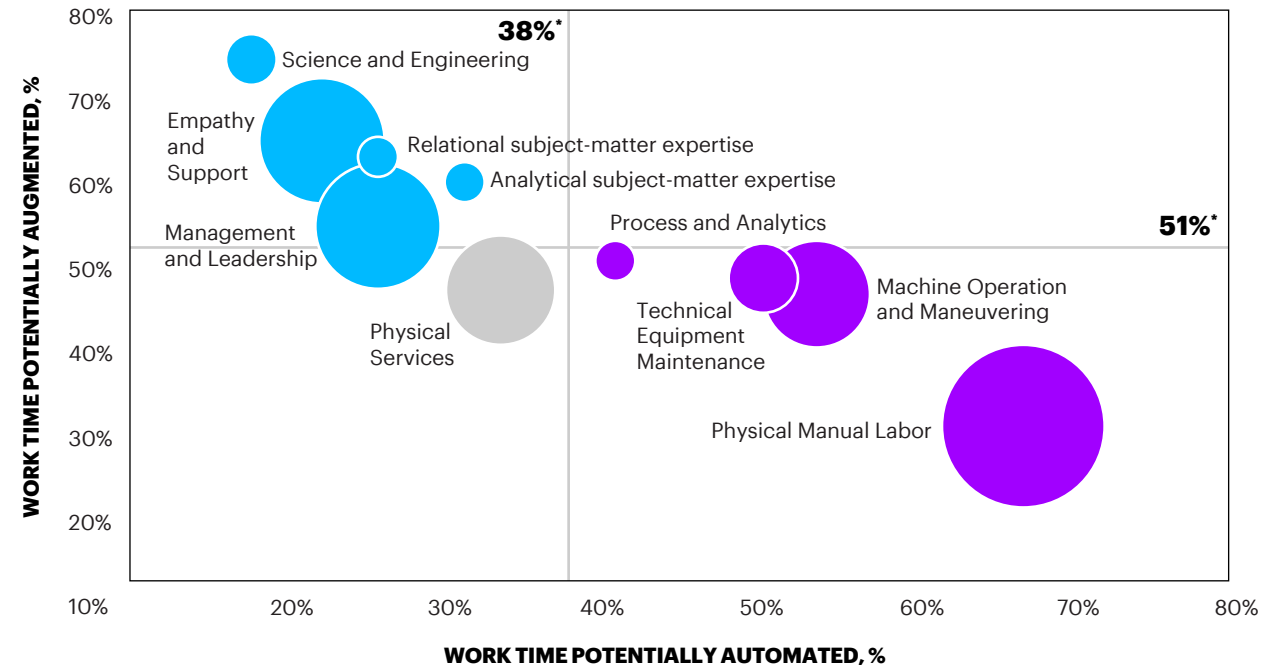 80%
38%*
Science and Engineering
70%
Empathy
and
Support
Relational subject-matter expertise
60%
Analytical subject-matter expertise
Process and Analytics
51%*
Management
and Leadership
50%
Machine Operation
and Maneuvering
Technical
Equipment
Maintenance
Physical
Services
40%
30%
Physical Manual Labor
20%
WORK TIME POTENTIALLY AUGMENTED, %
10%
20%
30%
40%
50%
60%
70%
80%
WORK TIME POTENTIALLY AUTOMATED, %